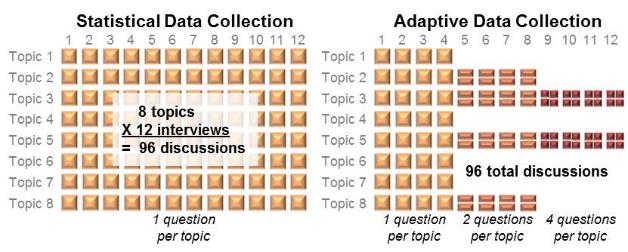 Statistical Data Collection
1 2 3 4 5 6 7 8 9 10 11 12
Topic 1
Topic 2
Topic 3
Topic 4
Topic 5
Topic 6
Topic 7
Topic 8
8 topics
X 12 interviews
= 96 discussions
1 question
per topic
Adaptive Data Collection
1 2 3 4 5 6 7 8 9 10 11 12
Topic 1
Topic 2
Topic 3
Topic 4
Topic 5
Topic 6
Topic 7
Topic 8
96 total discussions
1 question
per topic
2 questions
per topic
4 questions
per topic